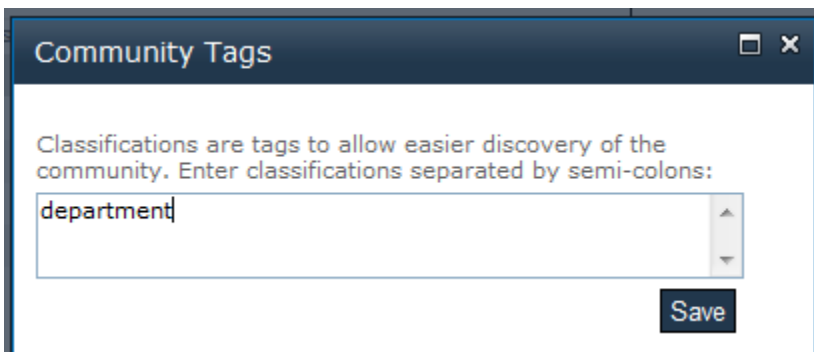 Community Tags
Classifications are tags to allow easier discovery of the
community. Enter classifications separated by semi-colons:
department
Save